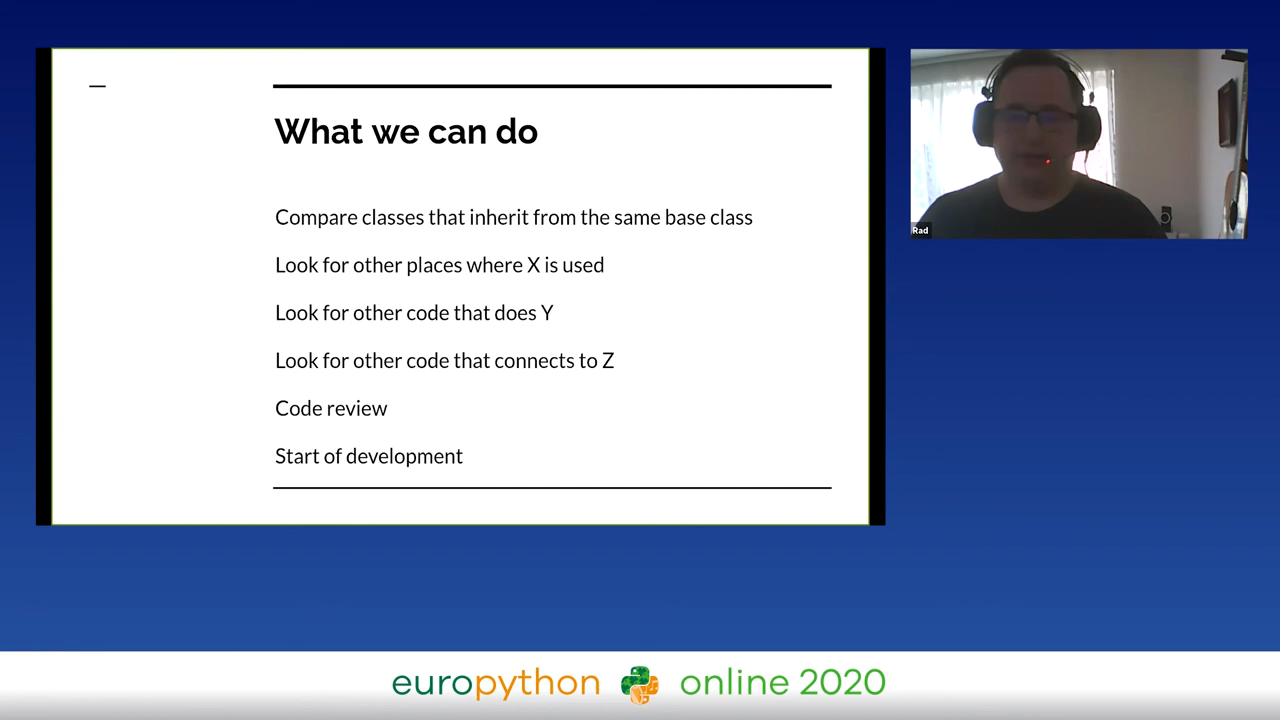 What we can do
Compare classes that inherit from the same base class
Look for other places where X is used
Look for other code that does Y
Look for other code that connects to Z
Code review
Start of development
Rad
europython online 2020